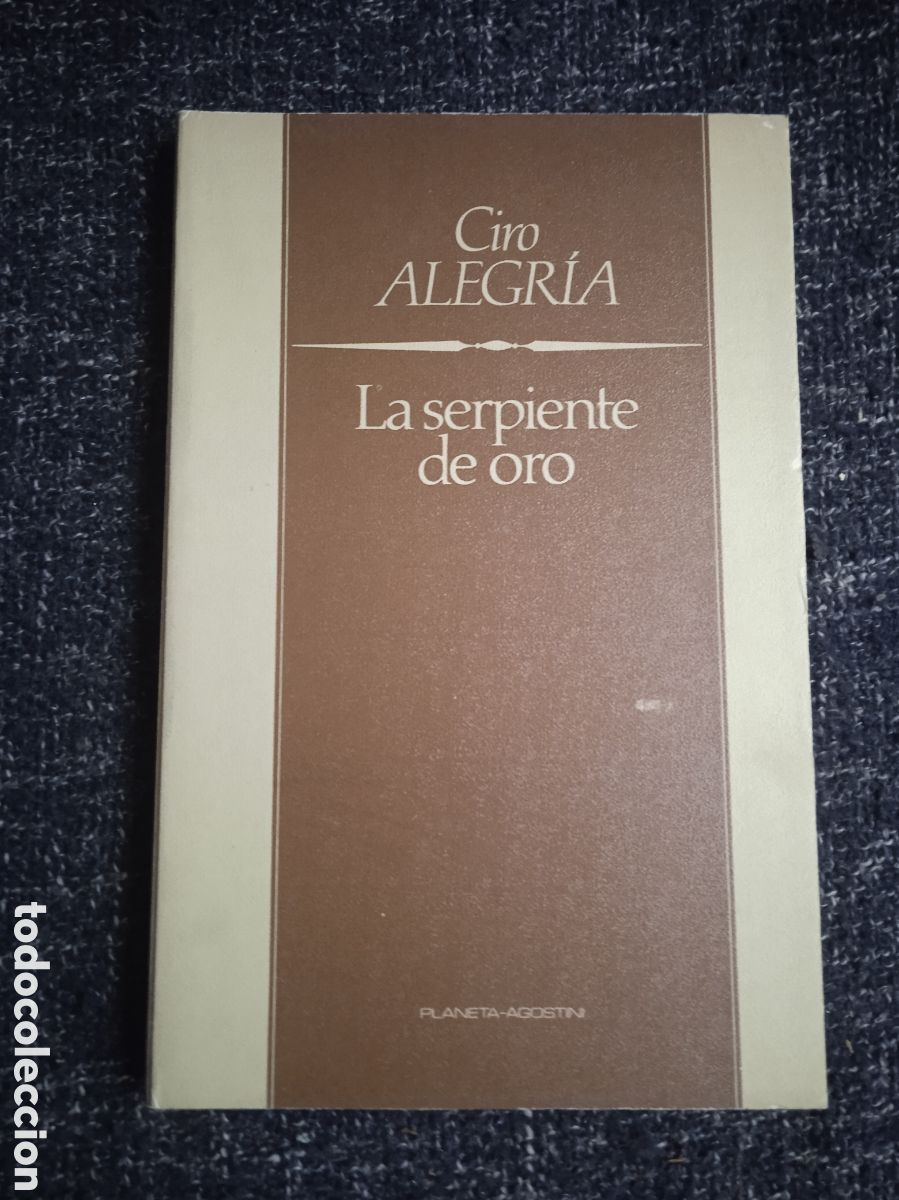 Ciro
ALEGRÍA
La serpiente
de oro
PLANETA-AGOSTINI
todocoleccion